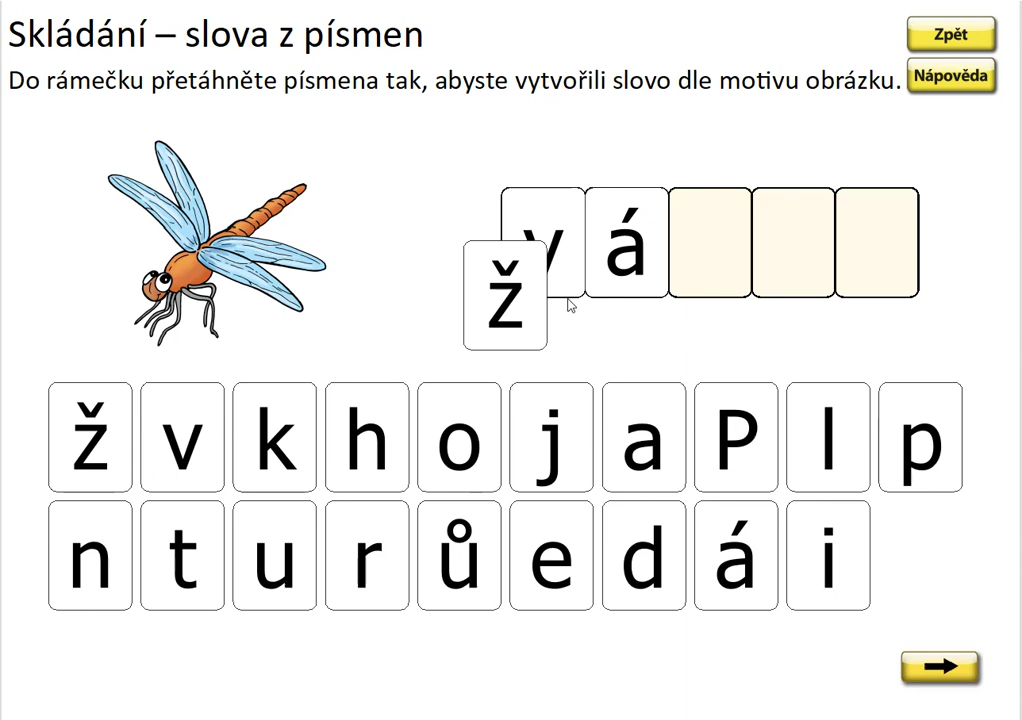 Skládání – slova z písmen
Zpět
Do rámečku přetáhněte písmena tak, abyste vytvořili slovo dle motivu obrázku.
Nápověda
v á
ž
ž v k h o j a P l p
n t u r ů e d á i